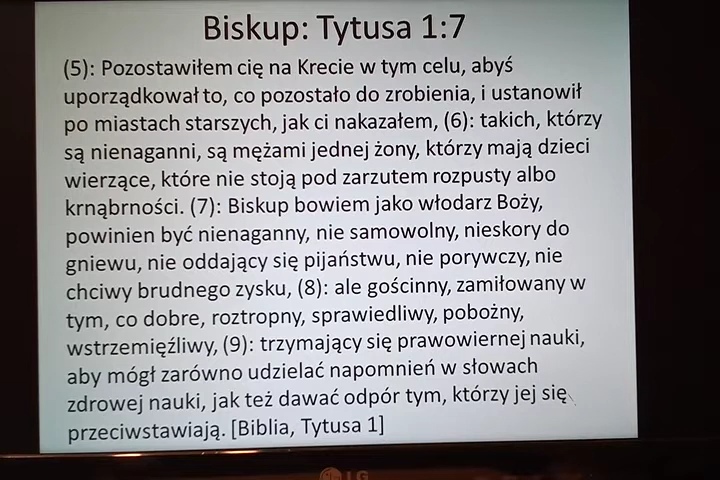 Biskup: Tytusa 1:7
(5): Pozostawiłem cię na Krecie w tym celu, abyś
uporządkował to, co pozostało do zrobienia, i ustanowił
po miastach starszych, jak ci nakazałem, (6): takich, którzy
są nienaganni, są mężami jednej żony, którzy mają dzieci
wierzące, które nie stoją pod zarzutem rozpusty albo
krnąbrności. (7): Biskup bowiem jako włodarz Boży,
powinien być nienaganny, nie samowolny, nieskory do
gniewu, nie oddający się pijaństwu, nie porywczy, nie
chciwy brudnego zysku, (8): ale gościnny, zamiłowany w
tym, co dobre, roztropny, sprawiedliwy, pobożny,
wstrzemięźliwy, (9): trzymający się prawowiernej nauki,
aby mógł zarówno udzielać napomnień w słowach
zdrowej nauki, jak też dawać odpór tym, którzy jej się
przeciwstawiają. [Biblia, Tytusa 1]
LG